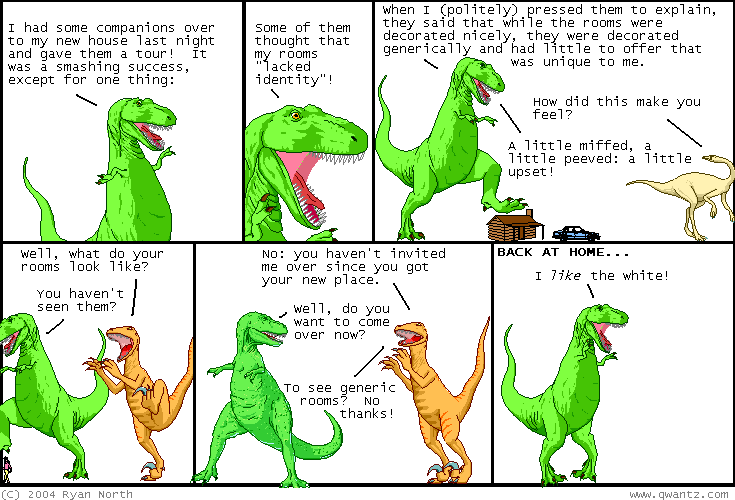 I had some companions over
to my new house last night
and gave them a tour!  It
was a smashing success,
except for one thing:
Some of them
thought that
my rooms
"lacked
identity"!
When I (politely) pressed them to explain,
they said that while the rooms were
decorated nicely, they were decorated
generically and had little to offer that
was unique to me.
How did this make you
feel?
A little miffed, a
little peeved: a little
upset!
Well, what do your
rooms look like?
You haven't
seen them?
No: you haven't invited
me over since you got
your new place.
Well, do you
want to come
over now?
To see generic
rooms?  No
thanks!
BACK AT HOME...
I like the white!
(C) 2004 Ryan North
www.qwantz.com